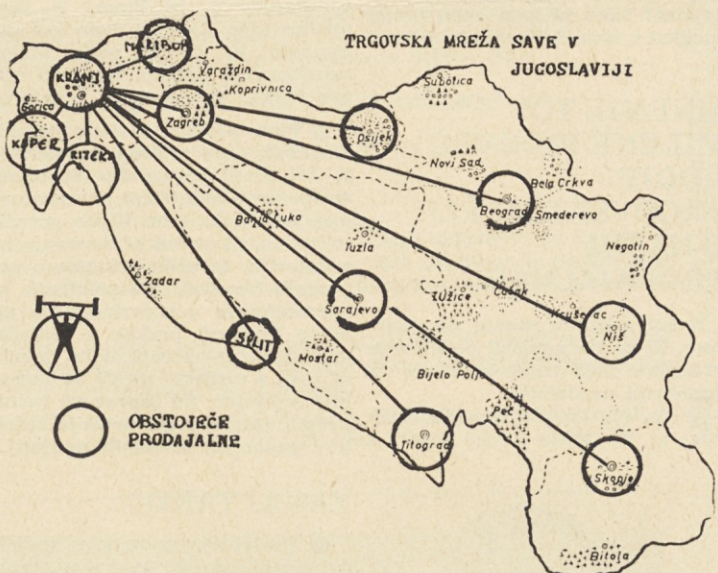 TRGOVSKA MREŽA SAVE V
JUGOSLAVIJI
MARIBOR
KRANJ
Varaždin
Koprivnica
Subotica
Gorica
Zagreb
Osijek
KOPER
RIJEKA
Novi Sad
Bela Crkva
Beograd
Smederevo
Banja Luka
Tuzla
Negotin
Zadar
Sarajevo
Užice
Čačak
Kruševac
Niš
SPLIT
Mostar
Bijelo Polje
Peć
OBSTOJEČE
PRODAJALNE
Titograd
Skopje
Bitola